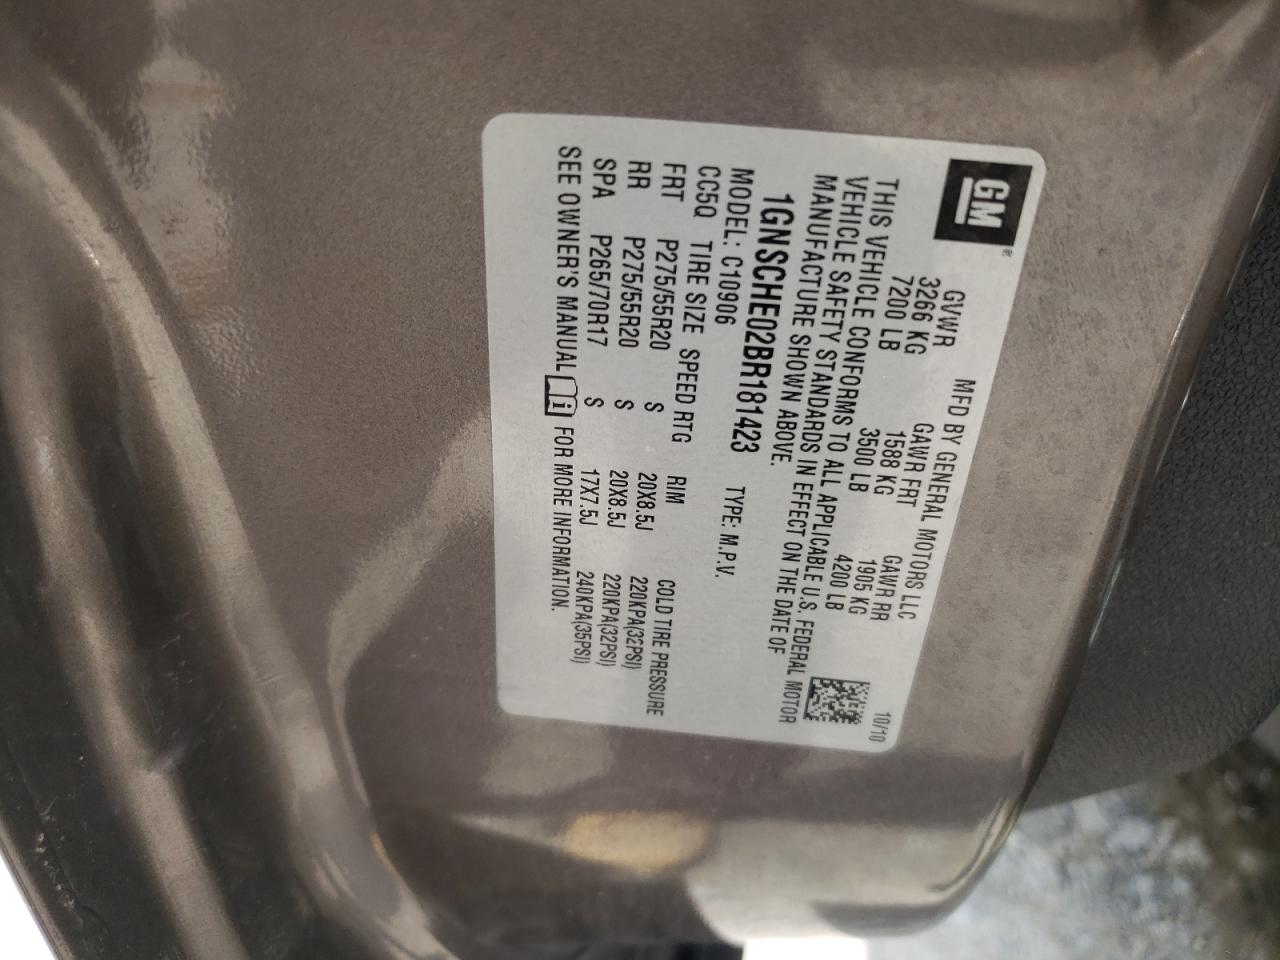 GM
MFD BY GENERAL MOTORS LLC 10/10
GVWR GAWR FRT GAWR RR
3266 KG 1588 KG 1905 KG
7200 LB 3500 LB 4200 LB
THIS VEHICLE CONFORMS TO ALL APPLICABLE U.S. FEDERAL MOTOR
VEHICLE SAFETY STANDARDS IN EFFECT ON THE DATE OF
MANUFACTURE SHOWN ABOVE.
1GNSCHE02BR181423 TYPE: M.P.V.
MODEL: C10906
CC5Q TIRE SIZE SPEED RTG RIM COLD TIRE PRESSURE
FRT P275/55R20 S 20X8.5J 220KPA(32PSI)
RR P275/55R20 S 20X8.5J 220KPA(32PSI)
SPA P265/70R17 S 17X7.5J 240KPA(35PSI)
SEE OWNER'S MANUAL i FOR MORE INFORMATION.